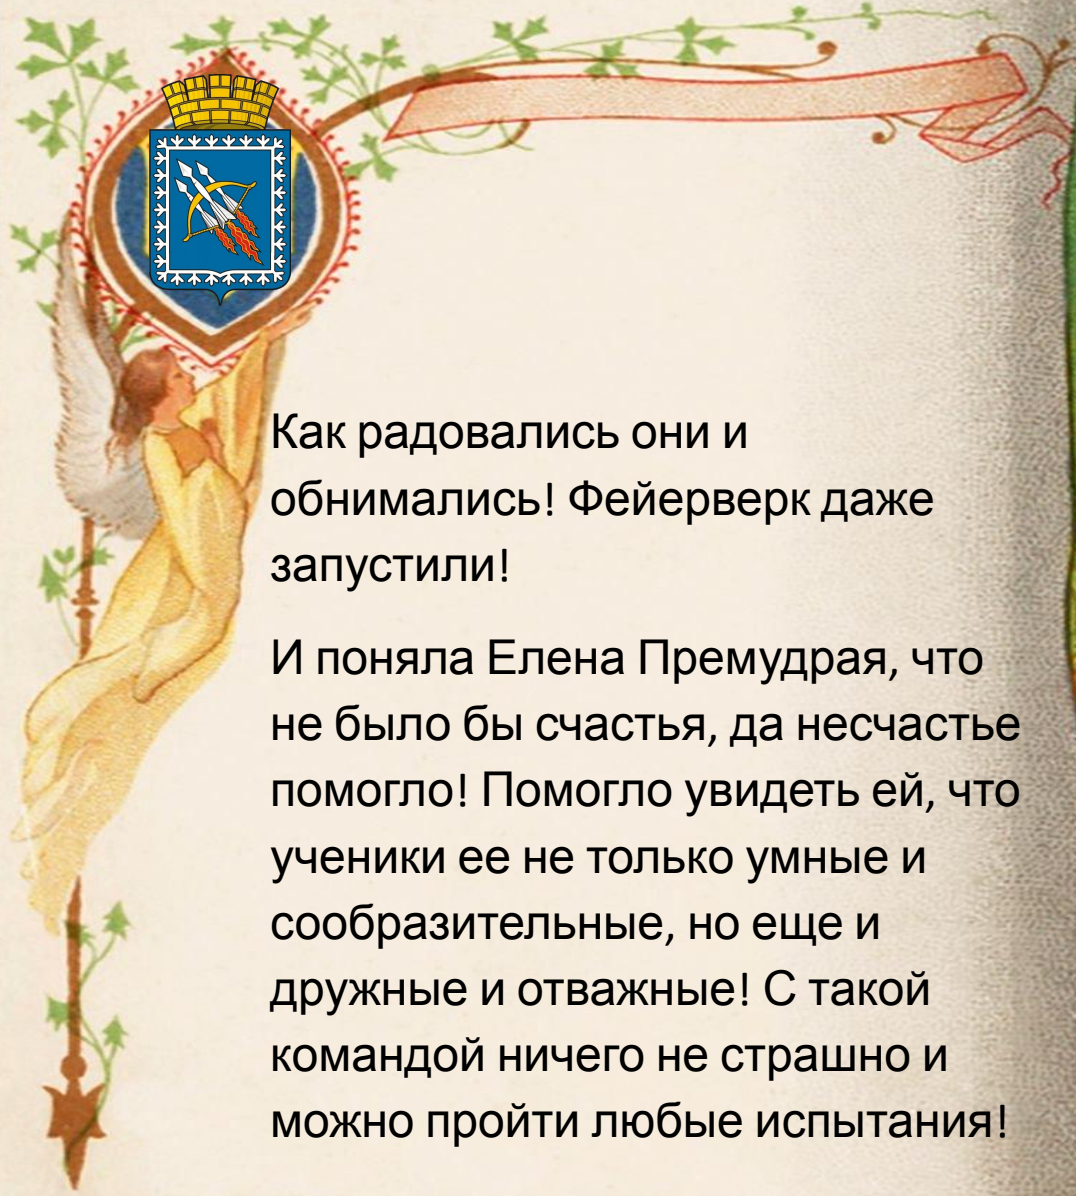 Как радовались они и
обнимались! Фейерверк даже
запустили!
И поняла Елена Премудрая, что
не было бы счастья, да несчастье
помогло! Помогло увидеть ей, что
ученики ее не только умные и
сообразительные, но еще и
дружные и отважные! С такой
командой ничего не страшно и
можно пройти любые испытания!